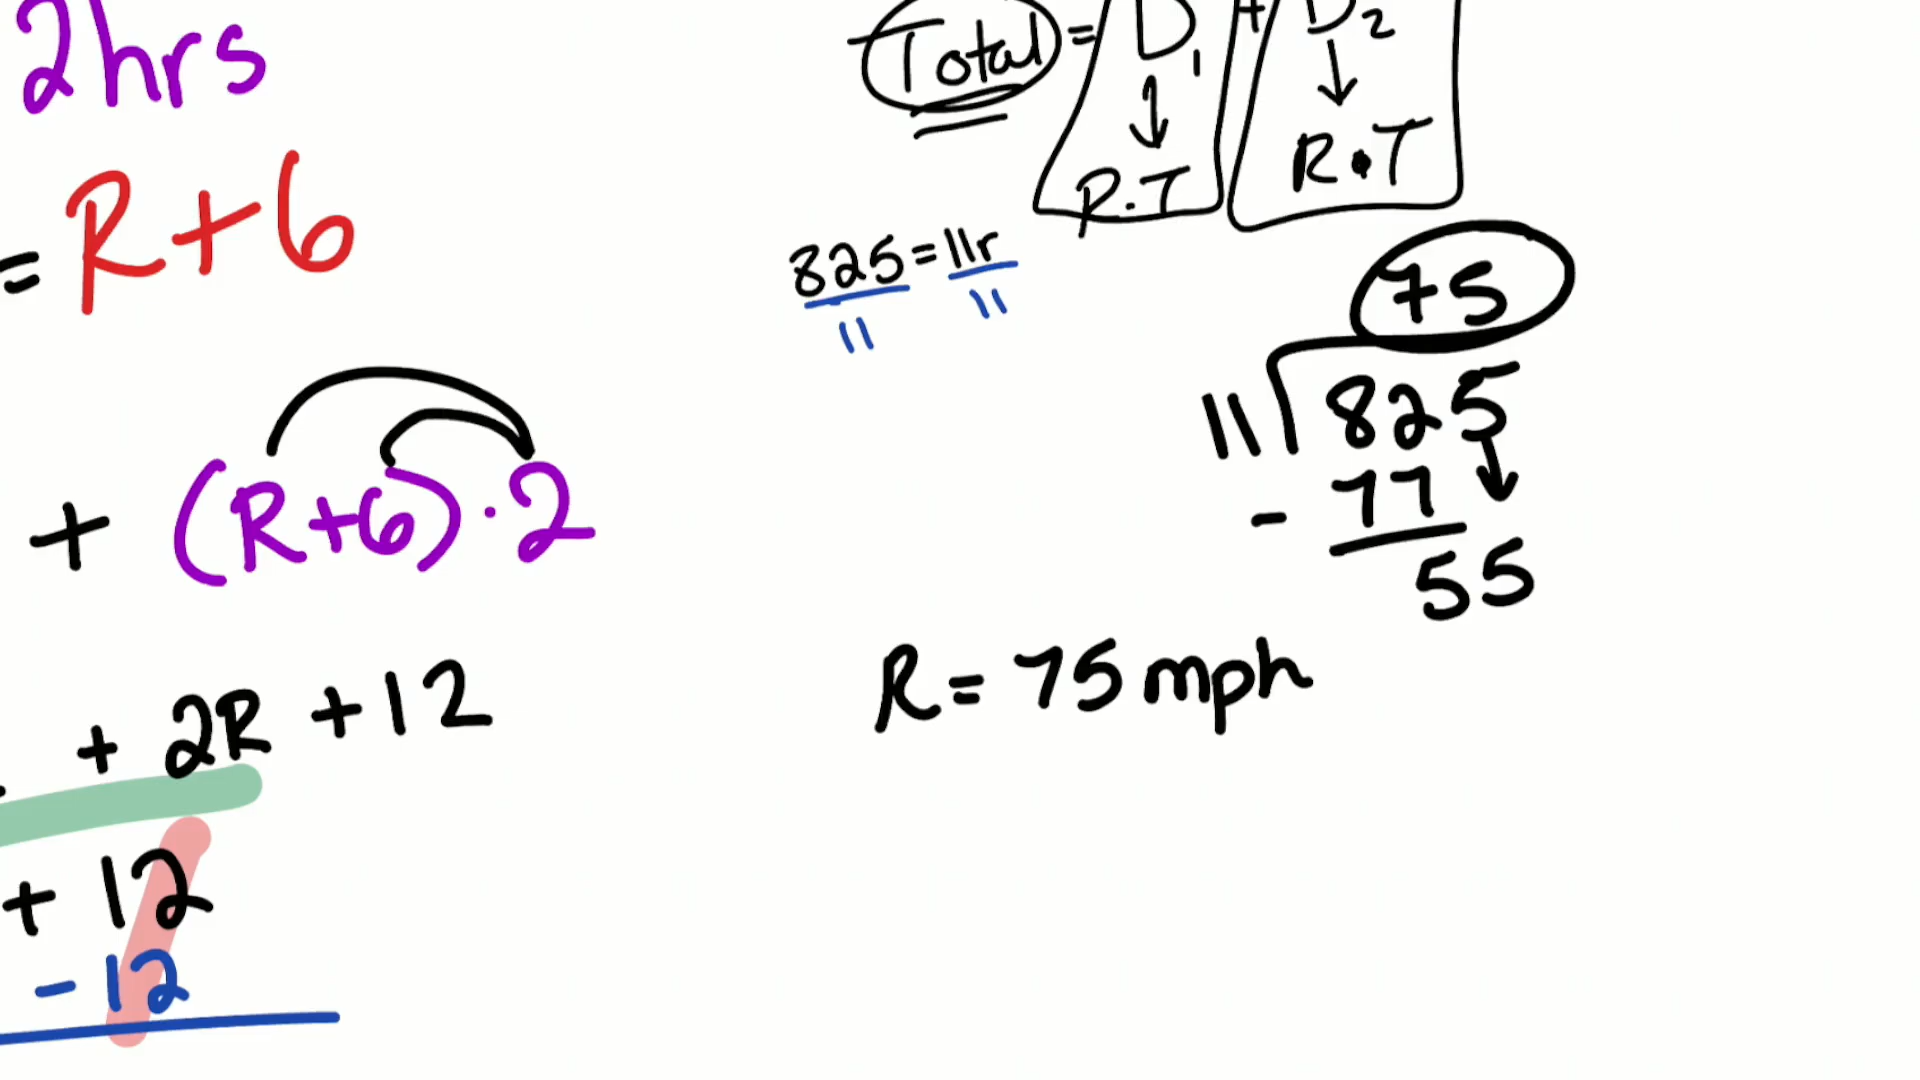 2hrs
= R+6
+ (R+6)·2
+ 2R +12
+ 12
- 12
Total = D1 + D2
R·T R·T
825=11r
11 11
75
11 825
- 77
55
R = 75 mph